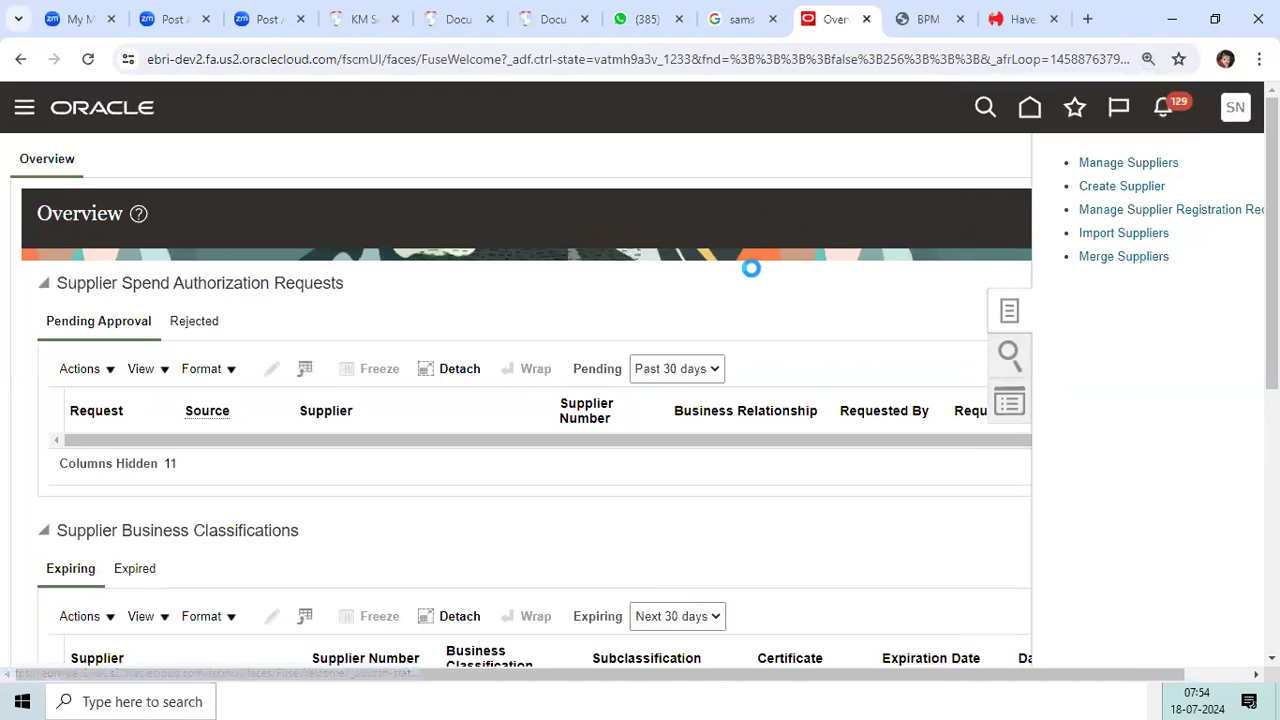 My M
Post A
Post A
KM S
Docu
Docu
(385)
sams
Over
BPM
Have
ebri-dev2.fa.us2.oraclecloud.com/fscmUI/faces/FuseWelcome?_adf.ctrl-state=vatmh9a3v_1233&fnd=%3B%3B%3B%3Bfalse%3B256%3B%3B%3B&_afrLoop=1458876379...
ORACLE
129
SN
Overview
Overview ?
Manage Suppliers
Create Supplier
Manage Supplier Registration Rec
Import Suppliers
Merge Suppliers
Supplier Spend Authorization Requests
Pending Approval Rejected
Actions View Format Freeze Detach Wrap Pending Past 30 days
Request Source Supplier Supplier Number Business Relationship Requested By Requ
Columns Hidden 11
Supplier Business Classifications
Expiring Expired
Actions View Format Freeze Detach Wrap Expiring Next 30 days
Supplier Supplier Number Business Classification Subclassification Certificate Expiration Date Da
Type here to search
07:54
18-07-2024